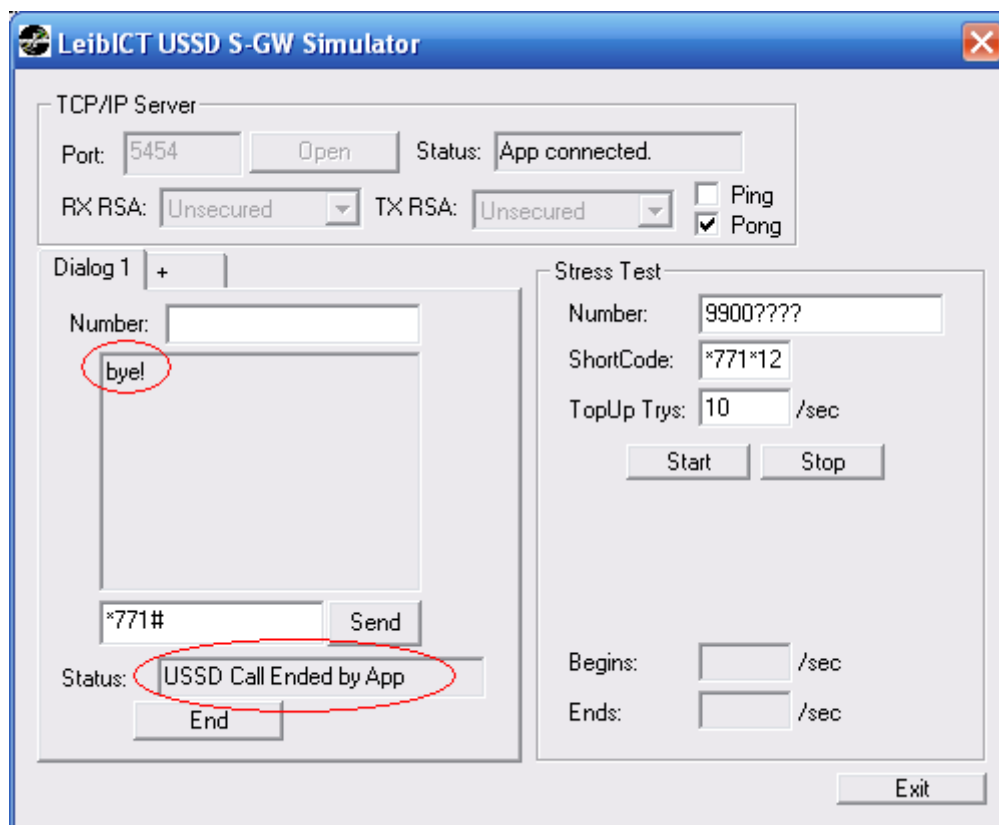 LeibICT USSD S-GW Simulator
TCP/IP Server
Port: 5454 Open Status: App connected.
RX RSA: Unsecured TX RSA: Unsecured
Ping
Pong
Dialog 1 +
Number:
bye!
*771# Send
Status: USSD Call Ended by App
End
Stress Test
Number: 9900????
ShortCode: *771*12
TopUp Trys: 10 /sec
Start Stop
Begins: /sec
Ends: /sec
Exit